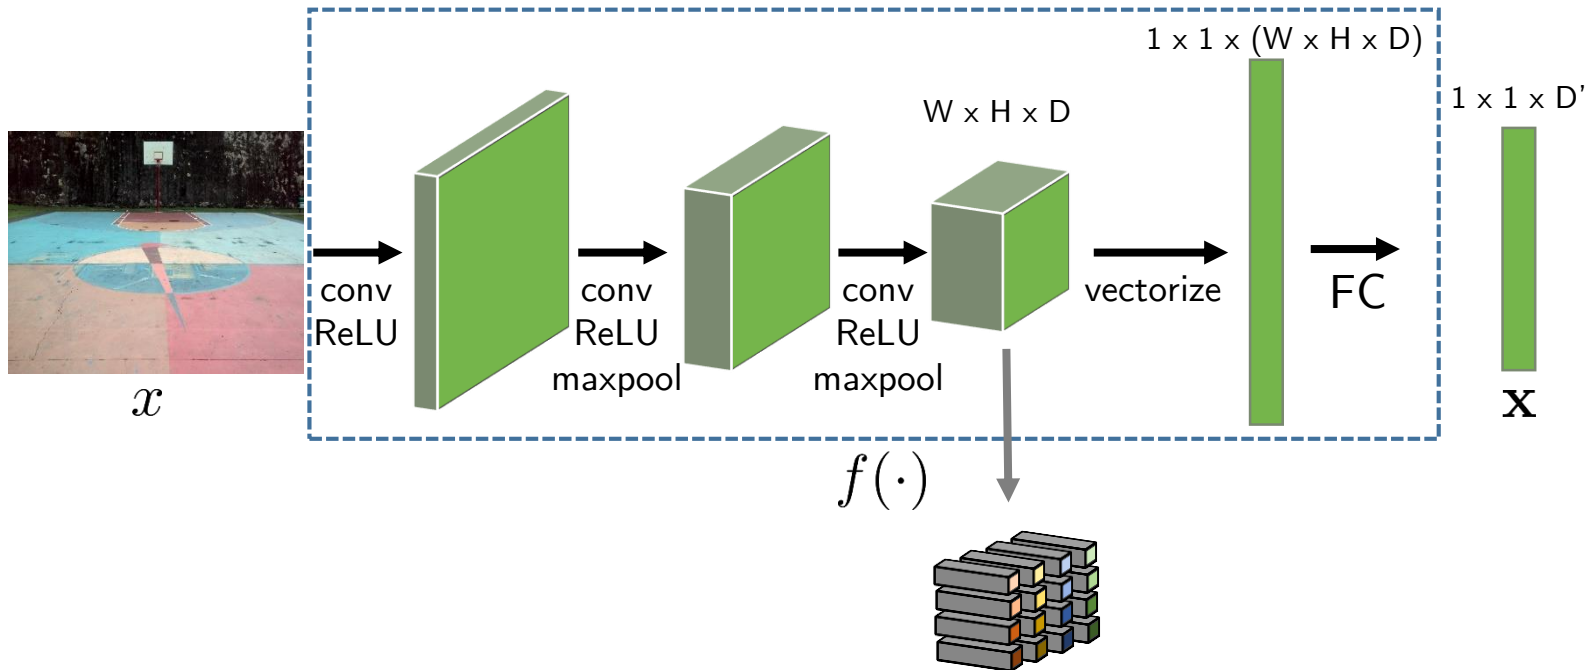 1 x 1 x (W x H x D)
1 x 1 x D'
W x H x D
conv
ReLU
conv
ReLU
maxpool
conv
ReLU
maxpool
vectorize
FC
x
f(·)
x